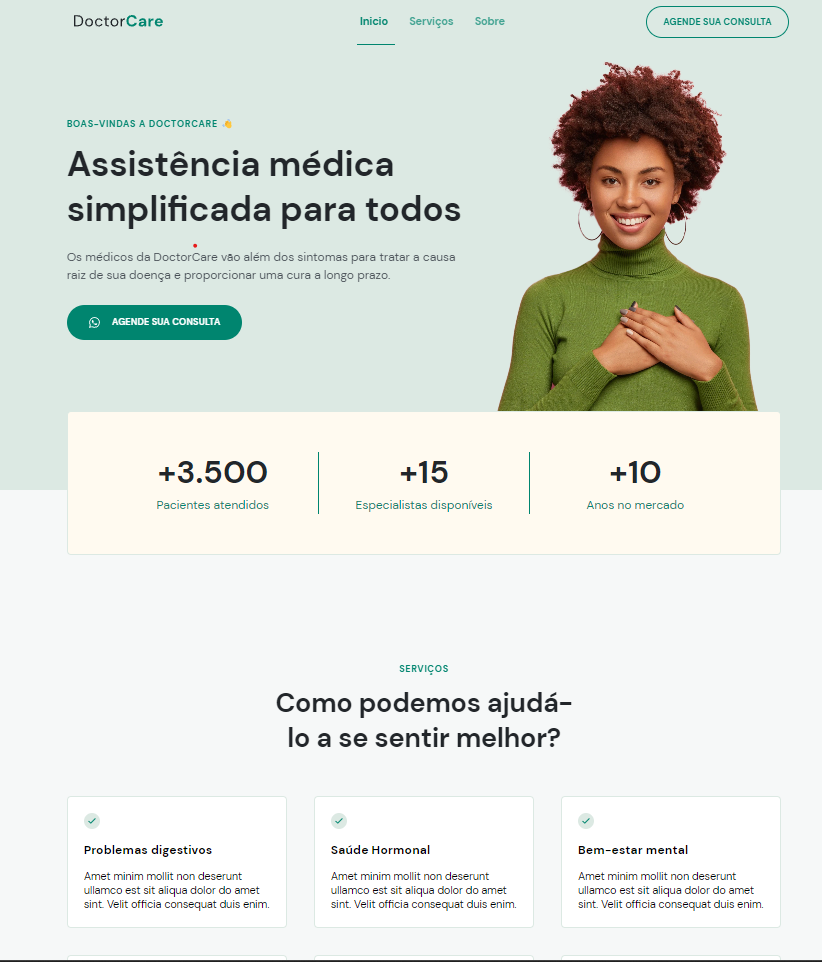 DoctorCare
Inicio Serviços Sobre
AGENDE SUA CONSULTA
BOAS-VINDAS A DOCTORCARE 👋
Assistência médica
simplificada para todos
Os médicos da DoctorCare vão além dos sintomas para tratar a causa
raiz de sua doença e proporcionar uma cura a longo prazo.
AGENDE SUA CONSULTA
+3.500
Pacientes atendidos
+15
Especialistas disponíveis
+10
Anos no mercado
SERVIÇOS
Como podemos ajudá-
lo a se sentir melhor?
Problemas digestivos
Amet minim mollit non deserunt
ullamco est sit aliqua dolor do amet
sint. Velit officia consequat duis enim.
Saúde Hormonal
Amet minim mollit non deserunt
ullamco est sit aliqua dolor do amet
sint. Velit officia consequat duis enim.
Bem-estar mental
Amet minim mollit non deserunt
ullamco est sit aliqua dolor do amet
sint. Velit officia consequat duis enim.